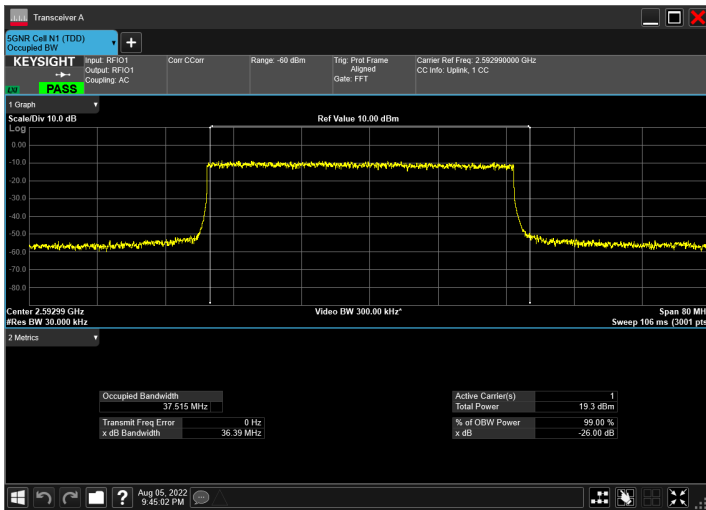 Transceiver A
5GNR Cell N1 (TDD)
Occupied BW
KEYSIGHT
LXI
PASS
Input: RFIO1
Output: RFIO1
Coupling: AC
Corr CCorr
Range: -60 dBm
Trig: Prot Frame
Aligned
Gate: FFT
Carrier Ref Freq: 2.592990000 GHz
CC Info: Uplink, 1 CC
1 Graph
Scale/Div 10.0 dB
Ref Value 10.00 dBm
Log
0.00
-10.0
-20.0
-30.0
-40.0
-50.0
-60.0
-70.0
-80.0
Center 2.59299 GHz
Video BW 300.00 kHz*
Span 80 MH
#Res BW 30.000 kHz
Sweep 106 ms (3001 pts
2 Metrics
Occupied Bandwidth
37.515 MHz
Transmit Freq Error 0 Hz
x dB Bandwidth 36.39 MHz
Active Carrier(s) 1
Total Power 19.3 dBm
% of OBW Power 99.00 %
x dB -26.00 dB
?
Aug 05, 2022
9:45:02 PM